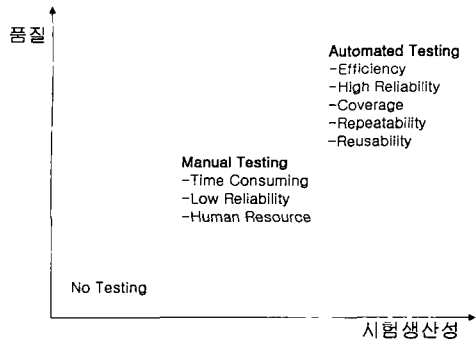 품질
Automated Testing
-Efficiency
-High Reliability
-Coverage
-Repeatability
-Reusability
Manual Testing
-Time Consuming
-Low Reliability
-Human Resource
No Testing
시험생산성